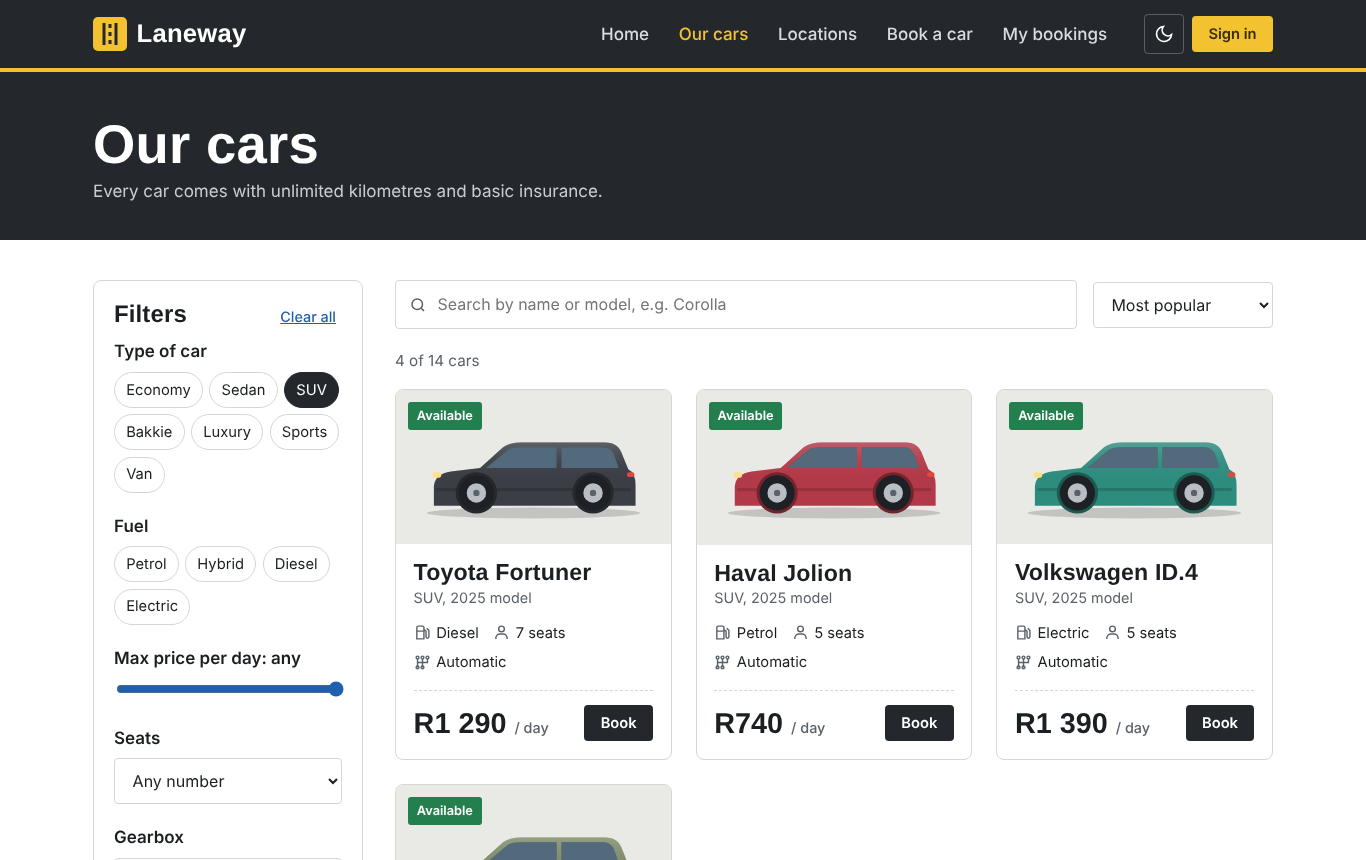 Laneway
Home Our cars Locations Book a car My bookings Sign in
Our cars
Every car comes with unlimited kilometres and basic insurance.
Filters Clear all
Type of car
Economy Sedan SUV
Bakkie Luxury Sports
Van
Fuel
Petrol Hybrid Diesel
Electric
Max price per day: any
Seats
Any number
Gearbox
Search by name or model, e.g. Corolla Most popular
4 of 14 cars
Available
Toyota Fortuner
SUV, 2025 model
Diesel 7 seats
Automatic
R1 290 / day Book
Available
Haval Jolion
SUV, 2025 model
Petrol 5 seats
Automatic
R740 / day Book
Available
Volkswagen ID.4
SUV, 2025 model
Electric 5 seats
Automatic
R1 390 / day Book
Available